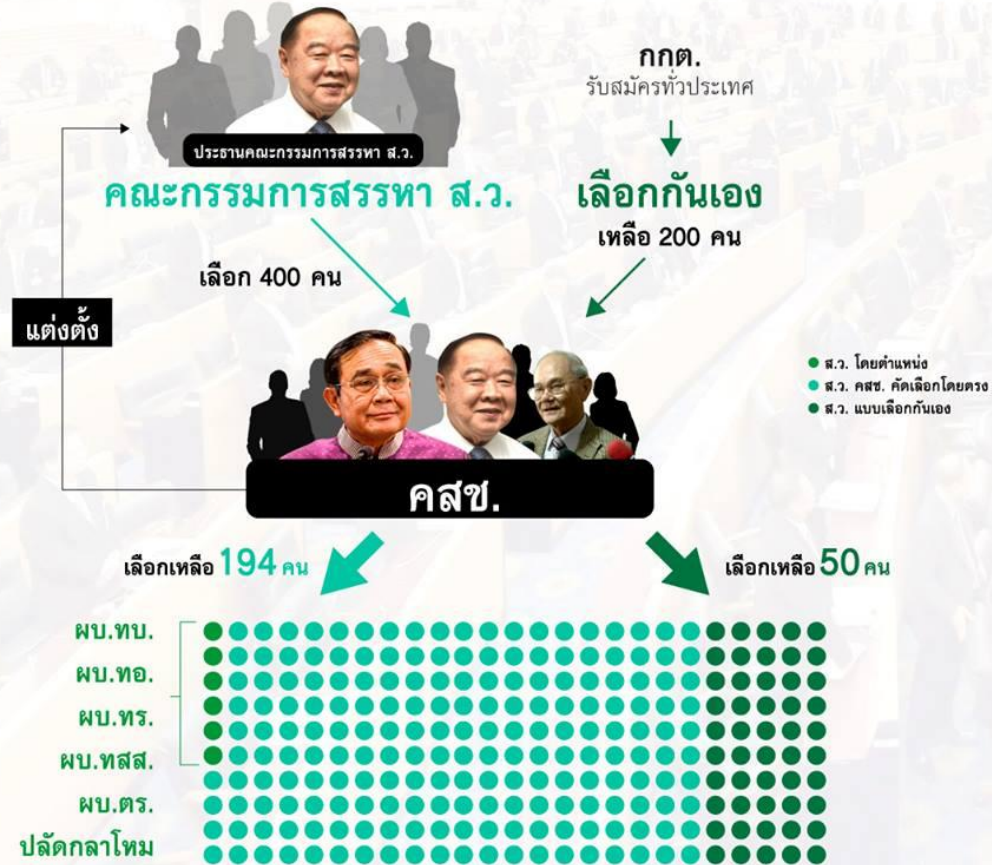 ประธานคณะกรรมการสรรหา ส.ว.
คณะกรรมการสรรหา ส.ว.
กกต.
รับสมัครทั่วประเทศ
เลือกกันเอง
เหลือ 200 คน
เลือก 400 คน
แต่งตั้ง
ส.ว. โดยตำแหน่ง
ส.ว. คสช. คัดเลือกโดยตรง
ส.ว. แบบเลือกกันเอง
คสช.
เลือกเหลือ 194 คน
เลือกเหลือ 50 คน
ผบ.ทบ.
ผบ.ทอ.
ผบ.ทร.
ผบ.ทสส.
ผบ.ตร.
ปลัดกลาโหม